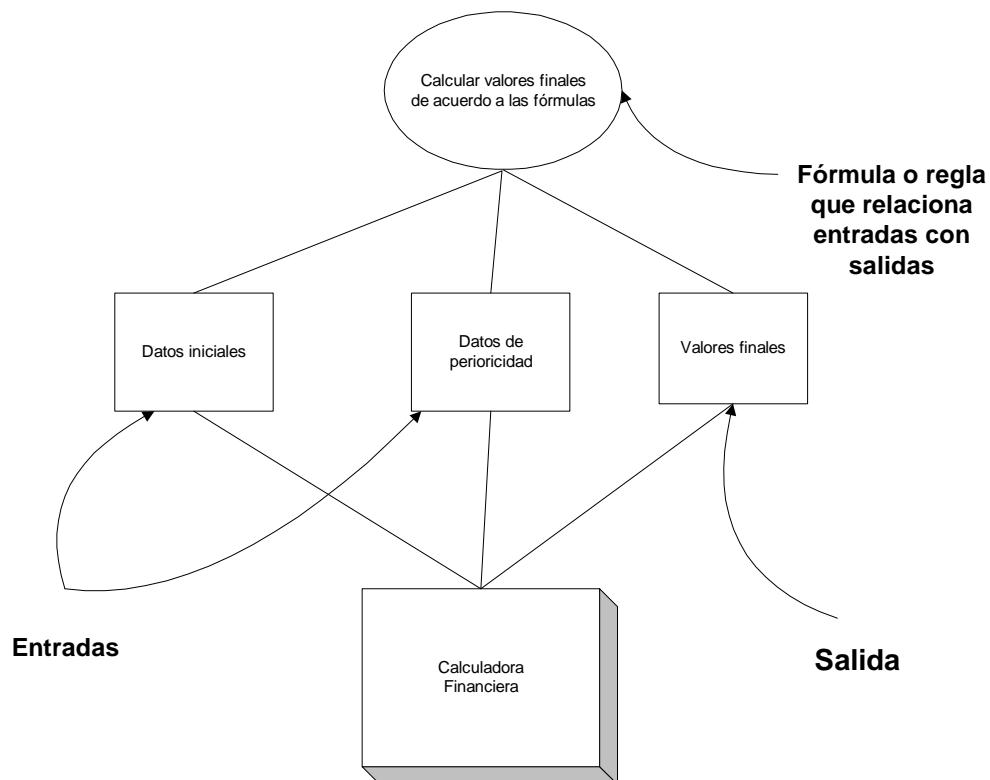 Calcular valores finales
de acuerdo a las fórmulas
Fórmula o regla
que relaciona
entradas con
salidas
Datos iniciales
Datos de
perioricidad
Valores finales
Entradas
Salida
Calculadora
Financiera